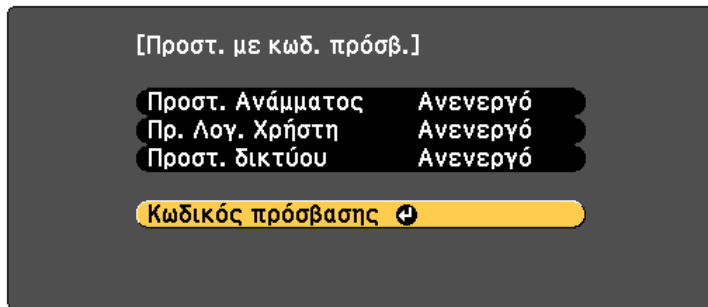 [Προστ. με κωδ. πρόσβ.]
Προστ. Ανάμματος Ανενεργό
Πρ. Λογ. Χρήστη Ανενεργό
Προστ. δικτύου Ανενεργό
Κωδικός πρόσβασης